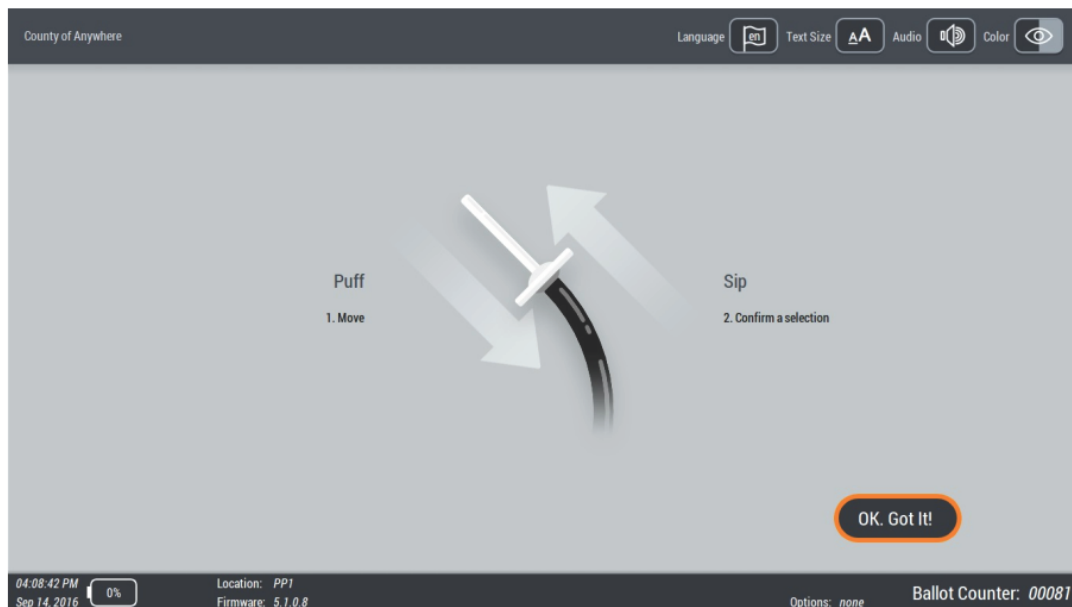 County of Anywhere
Language en Text Size AA Audio Color
Puff
1. Move
Sip
2. Confirm a selection
OK. Got It!
04:08:42 PM
Sep 14, 2016
0%
Location: PP1
Firmware: 5.1.0.8
Options: none
Ballot Counter: 00081